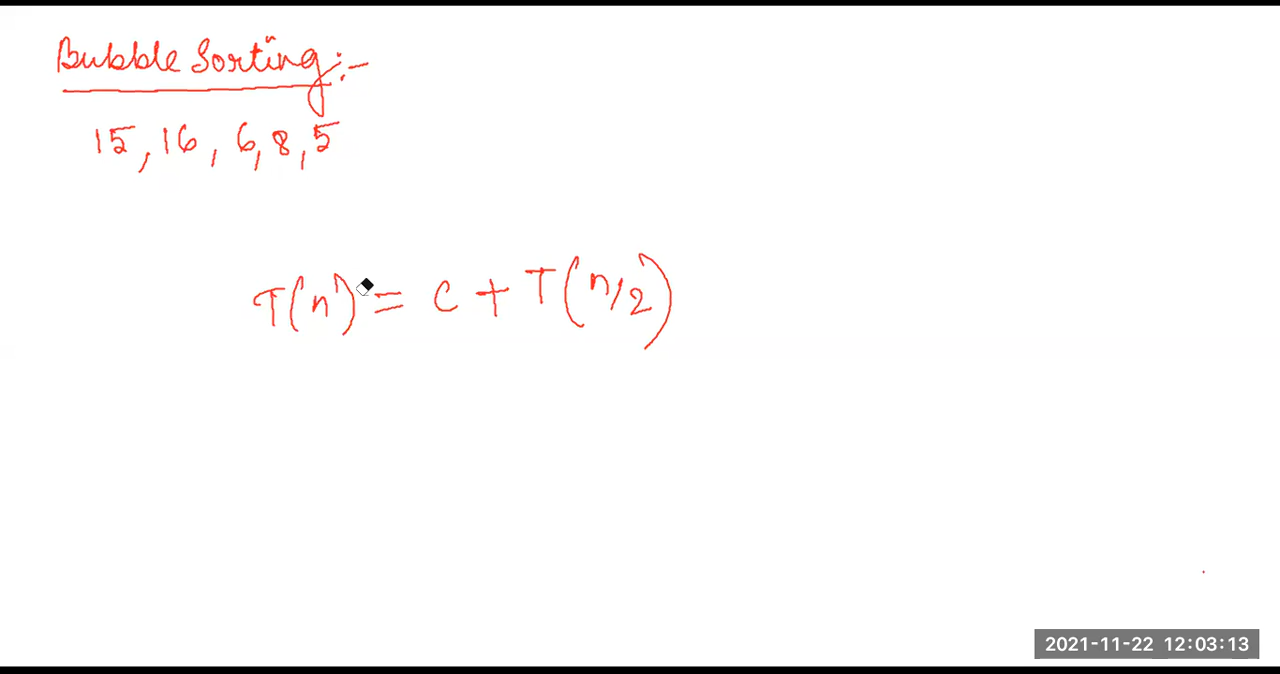 Bubble Sorting:-
15, 16, 6, 8, 5
T(n) = C + T(n/2)
2021-11-22 12:03:13